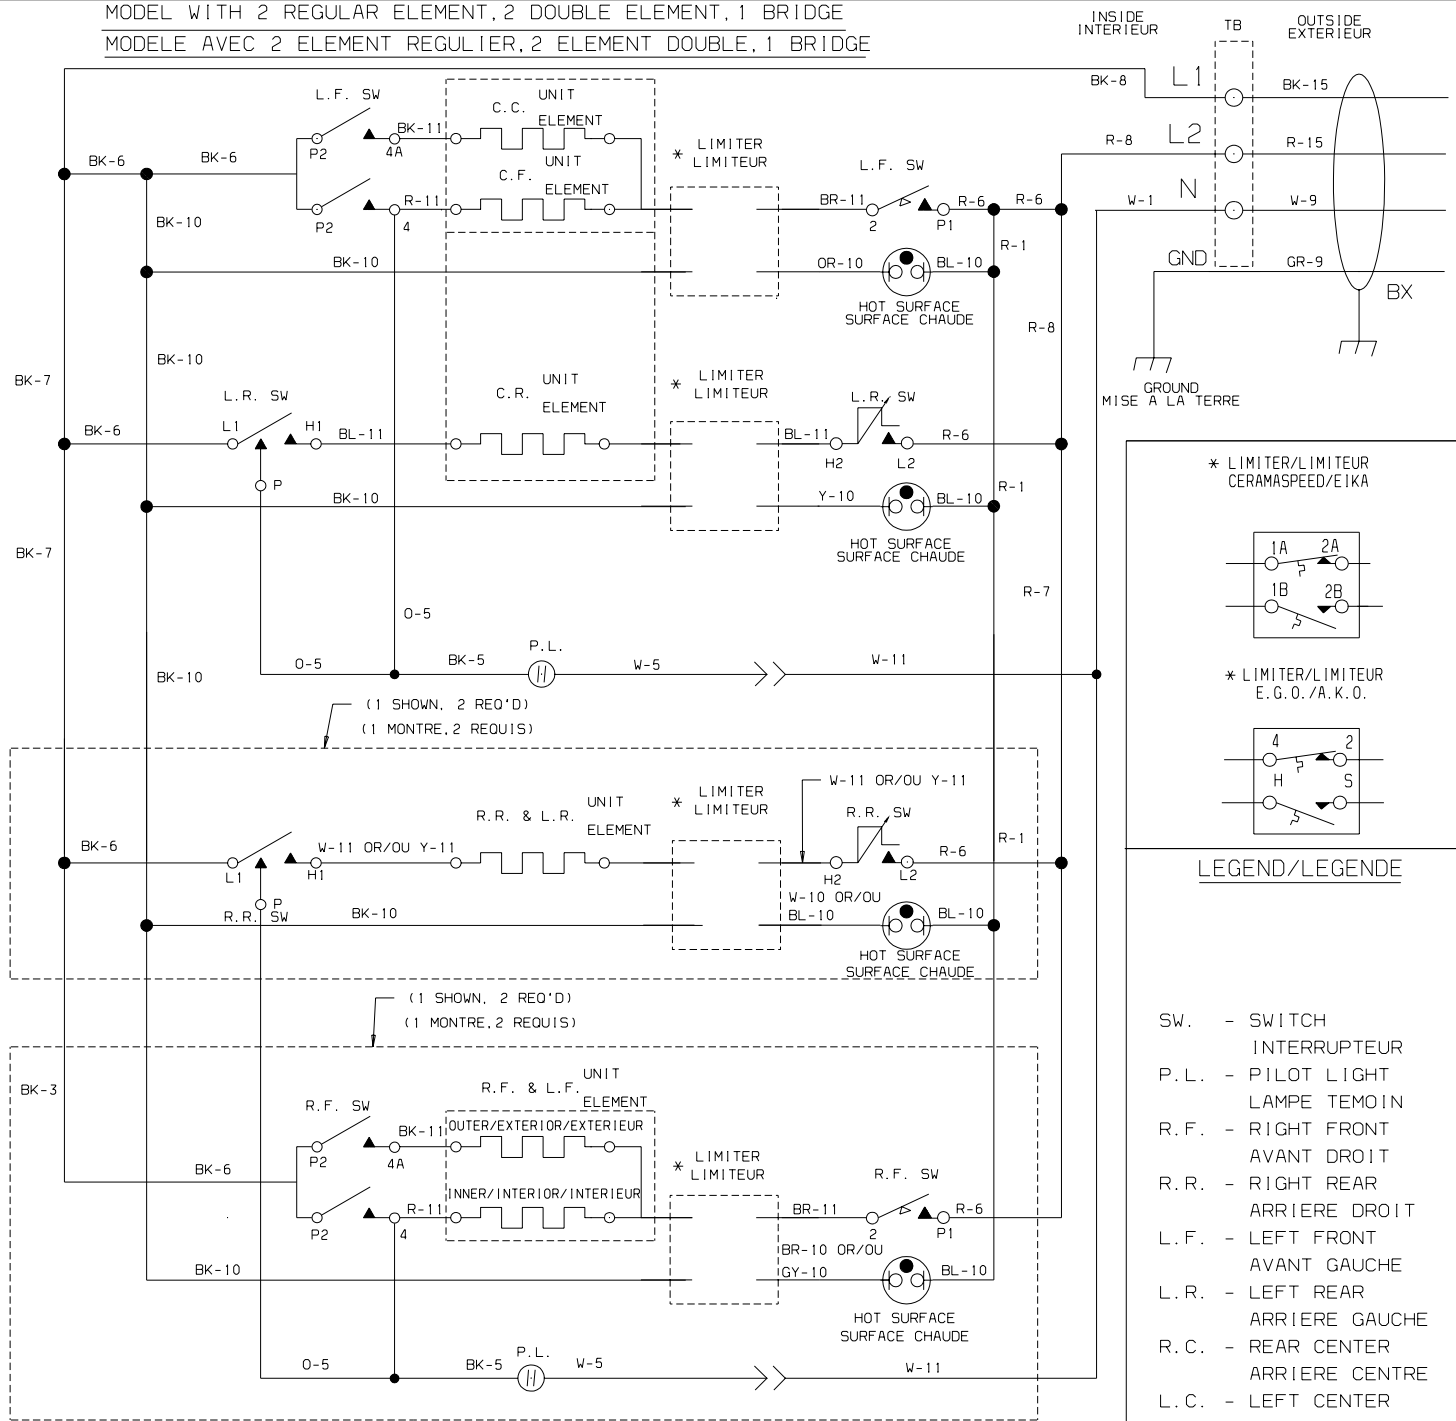 MODEL WITH 2 REGULAR ELEMENT, 2 DOUBLE ELEMENT, 1 BRIDGE
MODELE AVEC 2 ELEMENT REGULIER, 2 ELEMENT DOUBLE, 1 BRIDGE
INSIDE
INTERIEUR
TB
OUTSIDE
EXTERIEUR
BK-8
L1
BK-15
R-8
L2
R-15
W-1
N
W-9
GND
GR-9
BX
GROUND
MISE A LA TERRE
L.F. SW
C.C.
UNIT
ELEMENT
BK-6
BK-6
P2
4A
BK-11
UNIT
C.F.
ELEMENT
* LIMITER
LIMITEUR
L.F. SW
P2
4
R-11
BR-11
2
P1
R-6
R-6
BK-10
R-1
BK-10
OR-10
BL-10
HOT SURFACE
SURFACE CHAUDE
R-8
BK-10
BK-7
L.R. SW
C.R.
UNIT
ELEMENT
* LIMITER
LIMITEUR
L.R. SW
BK-6
L1
H1
BL-11
BL-11
H2
L2
R-6
P
BK-10
Y-10
BL-10
R-1
HOT SURFACE
SURFACE CHAUDE
BK-7
R-7
O-5
BK-10
O-5
BK-5
P.L.
W-5
W-11
(1 SHOWN, 2 REQ'D)
(1 MONTRE, 2 REQUIS)
R.R. & L.R.
UNIT
ELEMENT
* LIMITER
LIMITEUR
W-11 OR/OU Y-11
R.R. SW
BK-6
L1
H1
W-11 OR/OU Y-11
H2
L2
R-6
R-1
P
R.R. SW
BK-10
W-10 OR/OU
BL-10
BL-10
HOT SURFACE
SURFACE CHAUDE
(1 SHOWN, 2 REQ'D)
(1 MONTRE, 2 REQUIS)
BK-3
R.F. & L.F.
UNIT
ELEMENT
R.F. SW
P2
4A
BK-11
OUTER/EXTERIOR/EXTERIEUR
* LIMITER
LIMITEUR
R.F. SW
BK-6
P2
4
R-11
INNER/INTERIOR/INTERIEUR
BR-11
2
P1
R-6
BK-10
BR-10 OR/OU
GY-10
BL-10
HOT SURFACE
SURFACE CHAUDE
O-5
BK-5
P.L.
W-5
W-11
* LIMITER/LIMITEUR
CERAMASPEED/EIKA
1A
2A
1B
2B
* LIMITER/LIMITEUR
E.G.O./A.K.O.
4
2
H
S
LEGEND/LEGENDE
SW. - SWITCH
INTERRUPTEUR
P.L. - PILOT LIGHT
LAMPE TEMOIN
R.F. - RIGHT FRONT
AVANT DROIT
R.R. - RIGHT REAR
ARRIERE DROIT
L.F. - LEFT FRONT
AVANT GAUCHE
L.R. - LEFT REAR
ARRIERE GAUCHE
R.C. - REAR CENTER
ARRIERE CENTRE
L.C. - LEFT CENTER